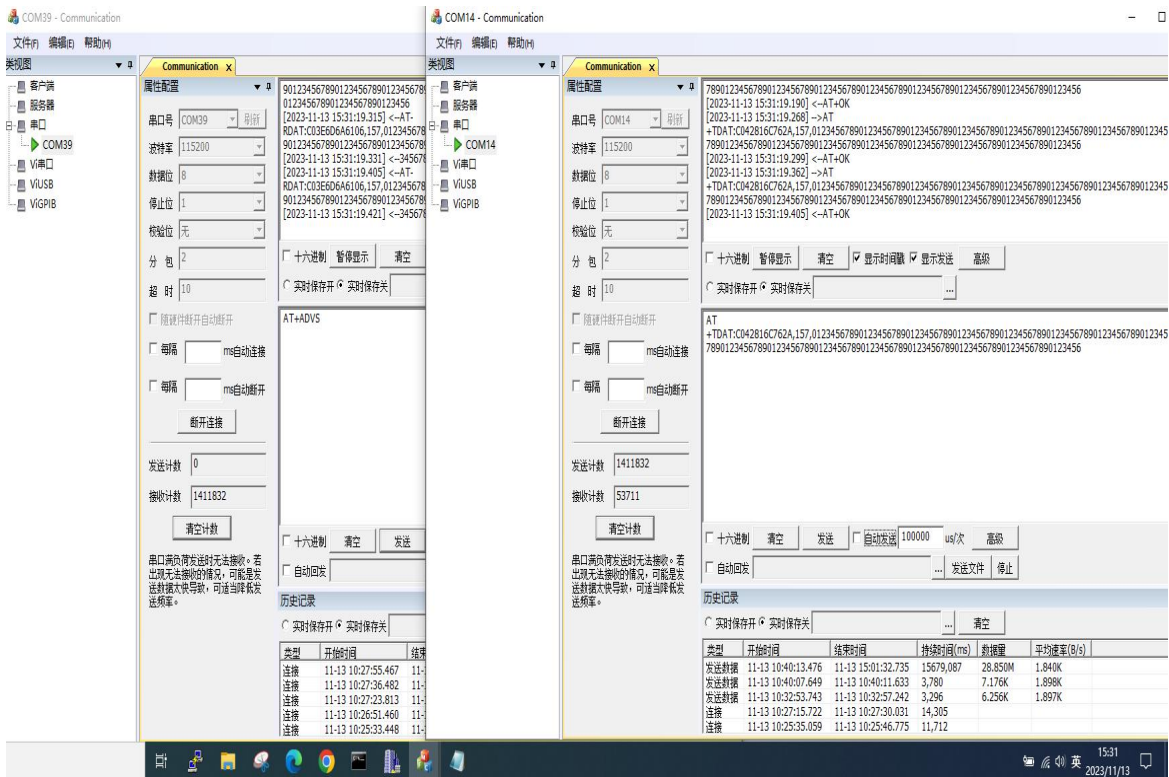 COM39 - Communication
文件(F) 编辑(E) 帮助(H)
类视图
客户端
服务器
串口
COM39
Vi串口
ViUSB
ViGPIB
Communication x
属性配置
串口号 COM39 刷新
波特率 115200
数据位 8
停止位 1
校验位 无
分 包 2
超 时 10
随硬件断开自动断开
每隔 ms自动连接
每隔 ms自动断开
断开连接
发送计数 0
接收计数 1411832
清空计数
串口满负荷发送时无法接收。若
出现无法接收的情况，可能是发
送数据太快导致，可适当降低发
送频率。
901234567890123456789012345678
012345678901234567890123456
[2023-11-13 15:31:19.315] <--AT-
RDAT:C03E6D6A6106,157,012345678
901234567890123456789012345678
[2023-11-13 15:31:19.331] <--345678
[2023-11-13 15:31:19.405] <--AT-
RDAT:C03E6D6A6106,157,012345678
901234567890123456789012345678
[2023-11-13 15:31:19.421] <--345678
十六进制 暂停显示 清空
实时保存开 实时保存关
AT+ADVS
十六进制 清空 发送
自动回发
历史记录
实时保存开 实时保存关
类型 开始时间 结束
连接 11-13 10:27:55.467 11-
连接 11-13 10:27:36.482 11-
连接 11-13 10:27:23.813 11-
连接 11-13 10:26:51.460 11-
连接 11-13 10:25:33.448 11-
COM14 - Communication
文件(F) 编辑(E) 帮助(H)
类视图
客户端
服务器
串口
COM14
Vi串口
ViUSB
ViGPIB
Communication x
属性配置
串口号 COM14 刷新
波特率 115200
数据位 8
停止位 1
校验位 无
分 包 2
超 时 10
随硬件断开自动断开
每隔 ms自动连接
每隔 ms自动断开
断开连接
发送计数 1411832
接收计数 53711
清空计数
串口满负荷发送时无法接收。若
出现无法接收的情况，可能是发
送数据太快导致，可适当降低发
送频率。
789012345678901234567890123456789012345678901234567890123456
[2023-11-13 15:31:19.190] <--AT+OK
[2023-11-13 15:31:19.268] -->AT
+TDAT:C042816C762A,157,012345678901234567890123456789012345678901234567890123456789012345
789012345678901234567890123456789012345678901234567890123456
[2023-11-13 15:31:19.299] <--AT+OK
[2023-11-13 15:31:19.362] -->AT
+TDAT:C042816C762A,157,012345678901234567890123456789012345678901234567890123456789012345
789012345678901234567890123456789012345678901234567890123456
[2023-11-13 15:31:19.405] <--AT+OK
十六进制 暂停显示 清空 显示时间戳 显示发送 高级
实时保存开 实时保存关 ...
AT
+TDAT:C042816C762A,157,012345678901234567890123456789012345678901234567890123456789012345
789012345678901234567890123456789012345678901234567890123456
十六进制 清空 发送 自动发送 100000 us/次 高级
自动回发 ... 发送文件 停止
历史记录
实时保存开 实时保存关 ... 清空
类型 开始时间 结束时间 持续时间(ms) 数据量 平均速率(B/s)
发送数据 11-13 10:40:13.476 11-13 15:01:32.735 15679,087 28.850M 1.840K
发送数据 11-13 10:40:07.649 11-13 10:40:11.633 3,780 7.176K 1.898K
发送数据 11-13 10:32:53.743 11-13 10:32:57.242 3,296 6.256K 1.897K
连接 11-13 10:27:15.722 11-13 10:27:30.031 14,305
连接 11-13 10:25:35.059 11-13 10:25:46.775 11,712
英 15:31
2023/11/13